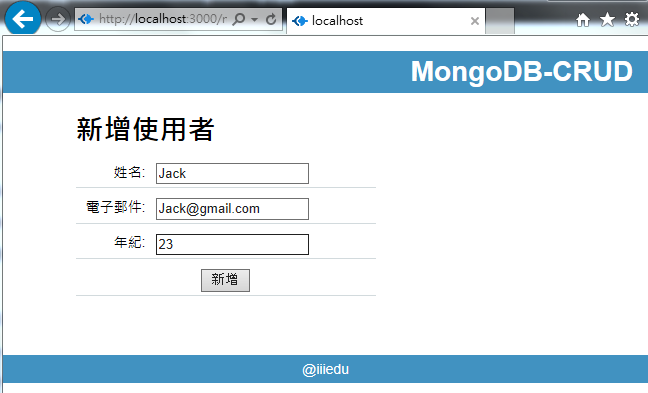 http://localhost:3000/r
localhost
MongoDB-CRUD
新增使用者
姓名: Jack
電子郵件: Jack@gmail.com
年紀: 23
新增
@iiiedu